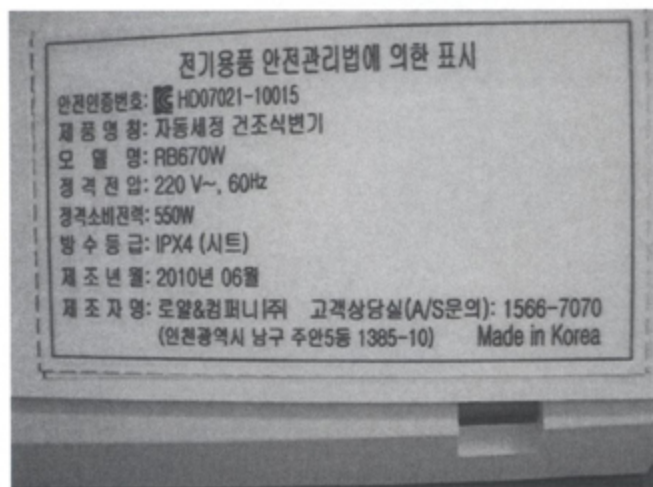 전기용품 안전관리법에 의한 표시
안전인증번호: HD07021-10015
제 품 명 칭: 자동세정 건조식변기
모 델 명: RB670W
정 격 전 압: 220 V~, 60Hz
정격소비전력: 550W
방 수 등 급: IPX4 (시트)
제 조 년 월: 2010년 06월
제 조 자 명: 로얄&컴퍼니㈜ 고객상담실(A/S문의): 1566-7070
(인천광역시 남구 주안5동 1385-10) Made in Korea